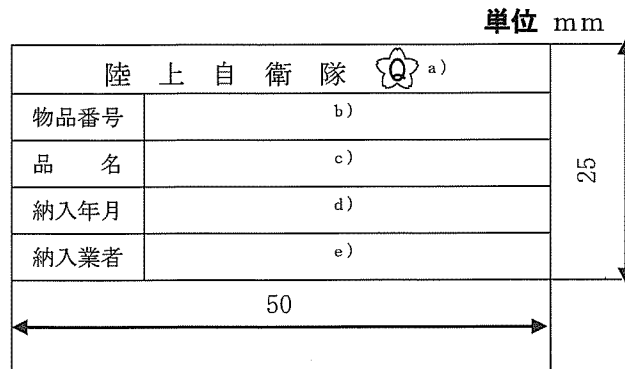 単位 mm
陸上自衛隊 Q a)
物品番号 b)
品名 c)
納入年月 d)
納入業者 e)
25
50